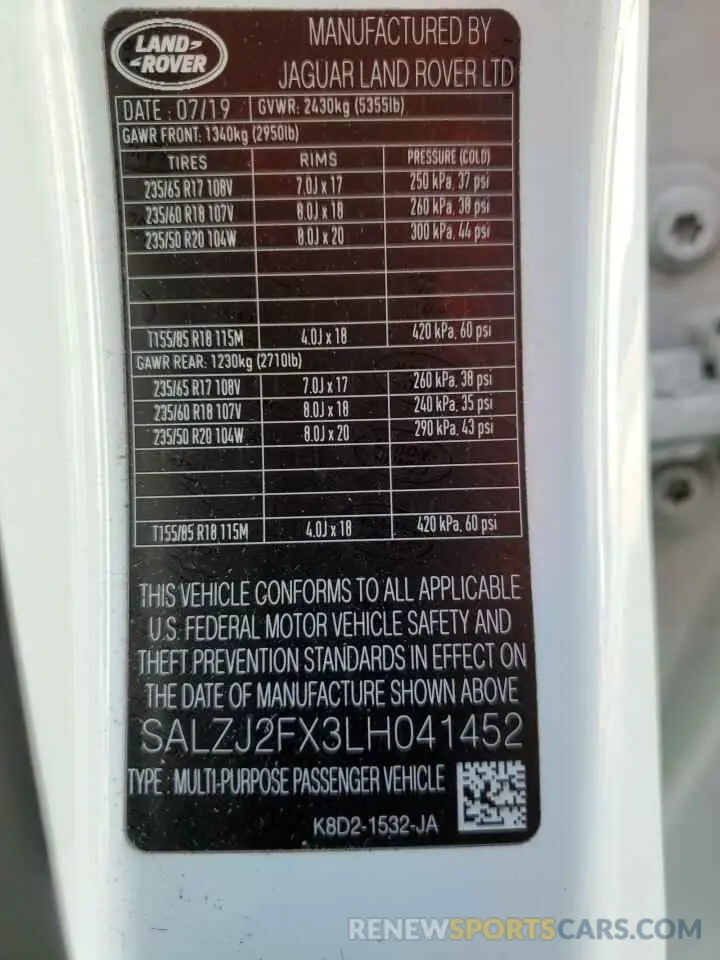 LAND-
-ROVER
MANUFACTURED BY
JAGUAR LAND ROVER LTD
DATE : 07/19 GVWR: 2430kg (5355lb)
GAWR FRONT: 1340kg (2950lb)
TIRES RIMS PRESSURE (COLD)
235/65 R17 108V 7.0J x 17 250 kPa, 37 psi
235/60 R18 107V 8.0J x 18 260 kPa, 38 psi
235/50 R20 104W 8.0J x 20 300 kPa, 44 psi
T155/85 R18 115M 4.0J x 18 420 kPa, 60 psi
GAWR REAR: 1230kg (2710lb)
235/65 R17 108V 7.0J x 17 260 kPa, 38 psi
235/60 R18 107V 8.0J x 18 240 kPa, 35 psi
235/50 R20 104W 8.0J x 20 290 kPa, 43 psi
T155/85 R18 115M 4.0J x 18 420 kPa, 60 psi
THIS VEHICLE CONFORMS TO ALL APPLICABLE
U.S. FEDERAL MOTOR VEHICLE SAFETY AND
THEFT PREVENTION STANDARDS IN EFFECT ON
THE DATE OF MANUFACTURE SHOWN ABOVE
SALZJ2FX3LH041452
TYPE : MULTI-PURPOSE PASSENGER VEHICLE
K8D2-1532-JA
RENEWSPORTSCARS.COM